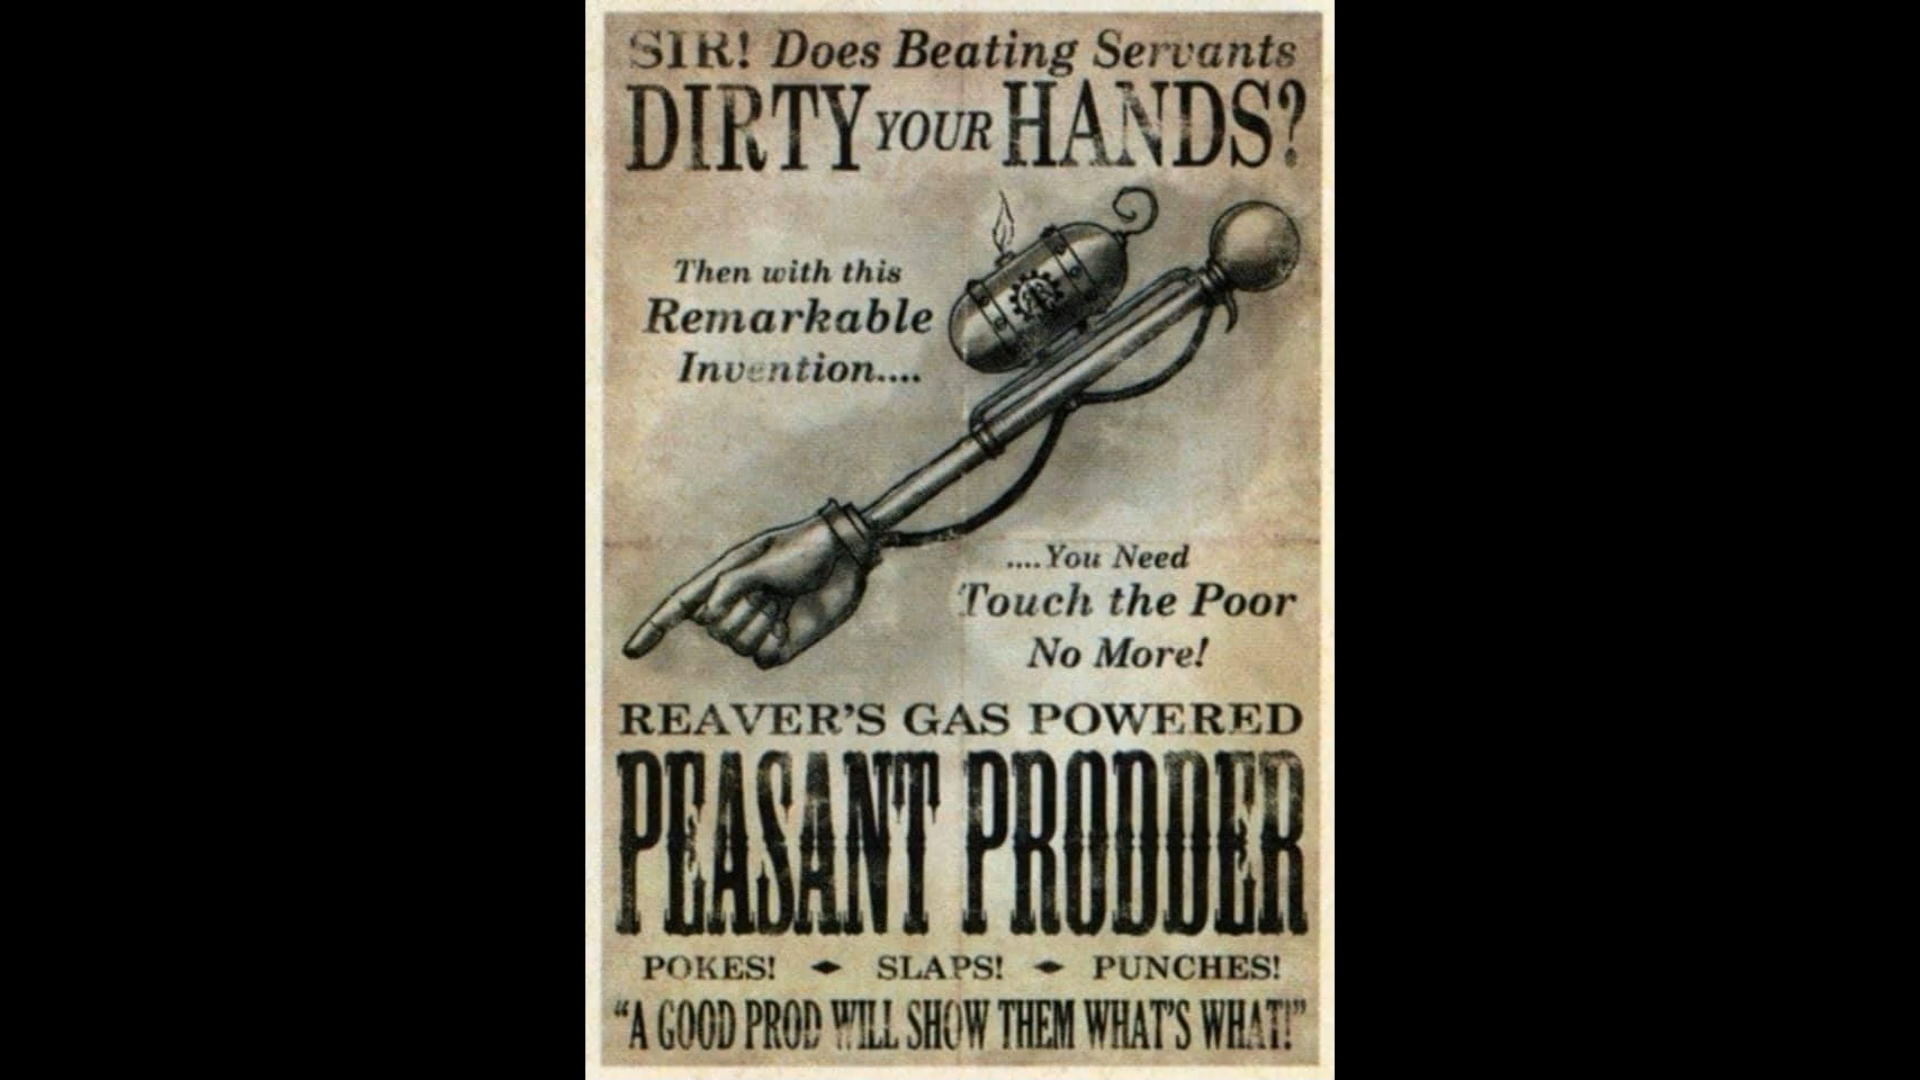 SIR! Does Beating Servants
DIRTY YOUR HANDS?
Then with this
Remarkable
Invention....
....You Need
Touch the Poor
No More!
REAVER'S GAS POWERED
PEASANT PRODDER
POKES! SLAPS! PUNCHES!
"A GOOD PROD WILL SHOW THEM WHAT'S WHAT!"